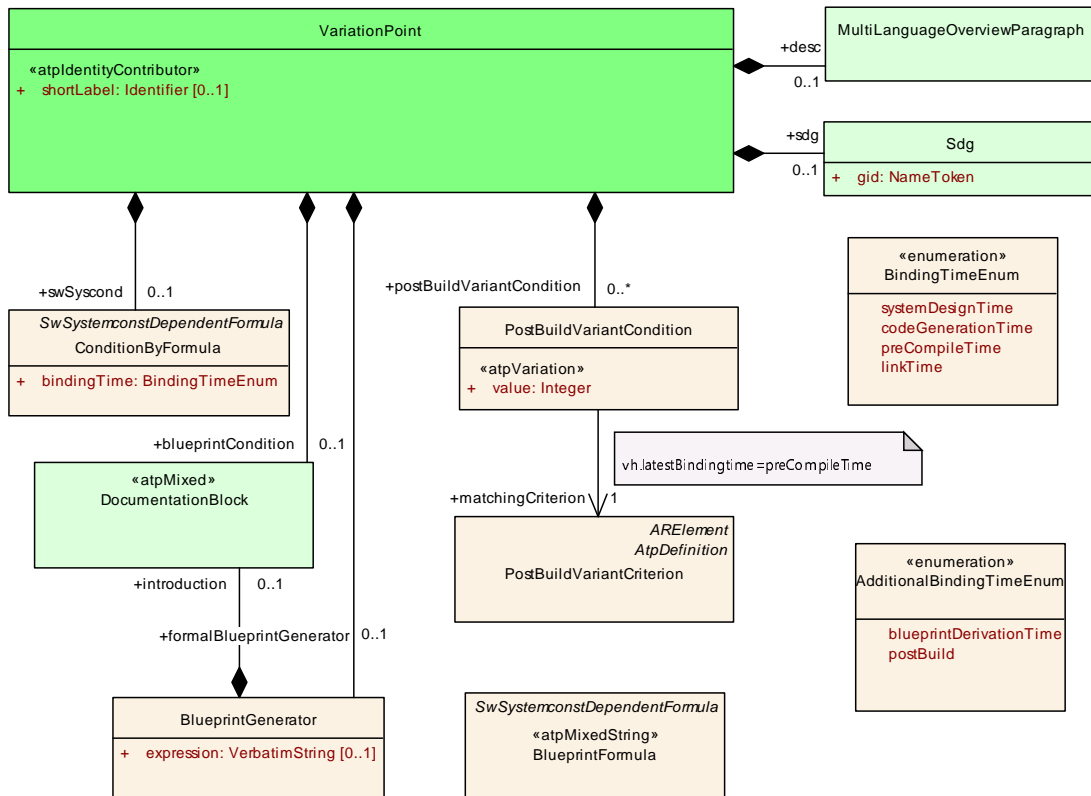 VariationPoint
«atpIdentityContributor»
+ shortLabel: Identifier [0..1]
+desc
0..1
MultiLanguageOverviewParagraph
+sdg
0..1
Sdg
+ gid: NameToken
+swSyscond
0..1
SwSystemconstDependentFormula
ConditionByFormula
+ bindingTime: BindingTimeEnum
+postBuildVariantCondition
0..*
PostBuildVariantCondition
«atpVariation»
+ value: Integer
«enumeration»
BindingTimeEnum
systemDesignTime
codeGenerationTime
preCompileTime
linkTime
+blueprintCondition
0..1
vh.latestBindingtime=preCompileTime
«atpMixed»
DocumentationBlock
+matchingCriterion
1
ARElement
AtpDefinition
PostBuildVariantCriterion
«enumeration»
AdditionalBindingTimeEnum
blueprintDerivationTime
postBuild
+introduction
0..1
+formalBlueprintGenerator
0..1
BlueprintGenerator
+ expression: VerbatimString [0..1]
SwSystemconstDependentFormula
«atpMixedString»
BlueprintFormula